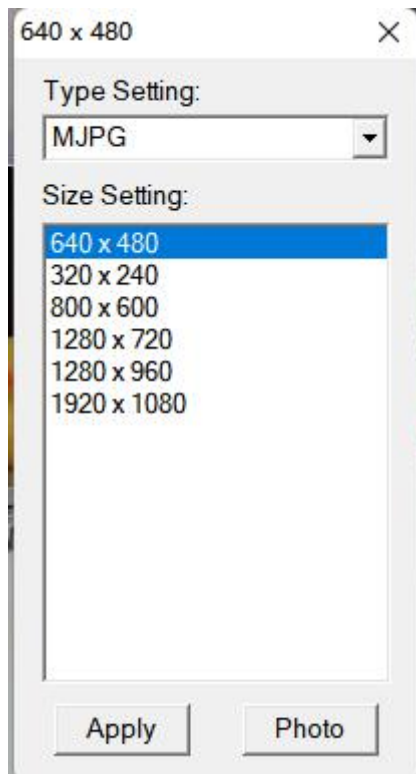 640 x 480
Type Setting:
MJPG
Size Setting:
640 x 480
320 x 240
800 x 600
1280 x 720
1280 x 960
1920 x 1080
Apply Photo